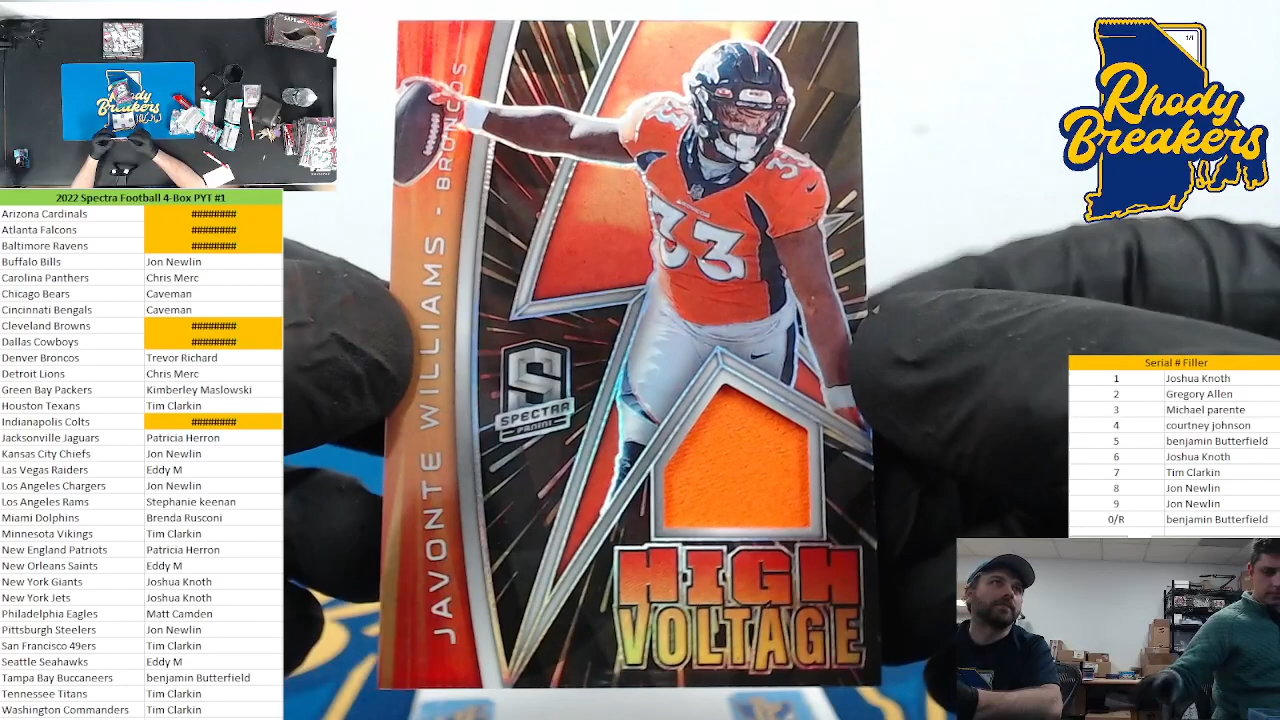 2022 Spectra Football 4-Box PYT #1
Arizona Cardinals ########
Atlanta Falcons ########
Baltimore Ravens ########
Buffalo Bills Jon Newlin
Carolina Panthers Chris Merc
Chicago Bears Caveman
Cincinnati Bengals Caveman
Cleveland Browns ########
Dallas Cowboys ########
Denver Broncos Trevor Richard
Detroit Lions Chris Merc
Green Bay Packers Kimberley Maslowski
Houston Texans Tim Clarkin
Indianapolis Colts ########
Jacksonville Jaguars Patricia Herron
Kansas City Chiefs Jon Newlin
Las Vegas Raiders Eddy M
Los Angeles Chargers Jon Newlin
Los Angeles Rams Stephanie keenan
Miami Dolphins Brenda Rusconi
Minnesota Vikings Tim Clarkin
New England Patriots Patricia Herron
New Orleans Saints Eddy M
New York Giants Joshua Knoth
New York Jets Joshua Knoth
Philadelphia Eagles Matt Camden
Pittsburgh Steelers Jon Newlin
San Francisco 49ers Tim Clarkin
Seattle Seahawks Eddy M
Tampa Bay Buccaneers benjamin Butterfield
Tennessee Titans Tim Clarkin
Washington Commanders Tim Clarkin
JAVONTE WILLIAMS - BRONCOS
33
33
33
S
SPECTRA
PANINI
HIGH
VOLTAGE
1/1
Rhody
Breakers
Rhody
Breakers
Serial # Filler
1 Joshua Knoth
2 Gregory Allen
3 Michael parente
4 courtney johnson
5 benjamin Butterfield
6 Joshua Knoth
7 Tim Clarkin
8 Jon Newlin
9 Jon Newlin
0/R benjamin Butterfield